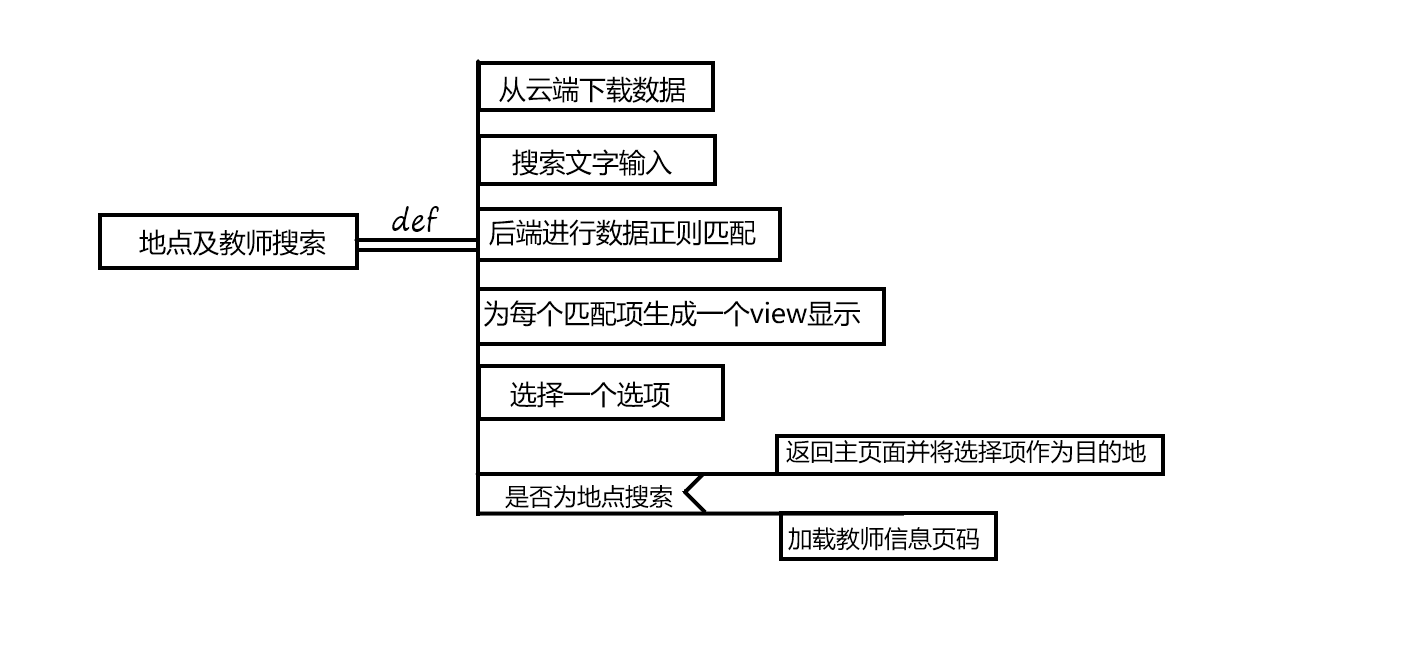 从云端下载数据
搜索文字输入
def
地点及教师搜索
后端进行数据正则匹配
为每个匹配项生成一个view显示
选择一个选项
返回主页面并将选择项作为目的地
是否为地点搜索
加载教师信息页码